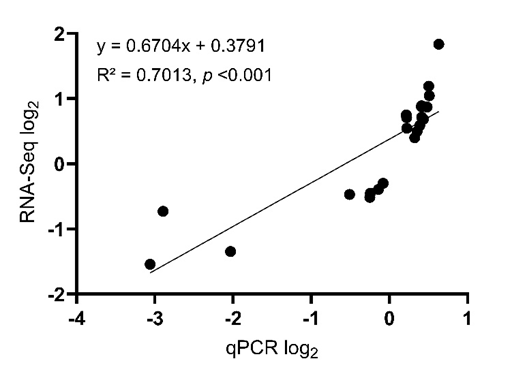 y = 0.6704x + 0.3791
R² = 0.7013, p <0.001
RNA-Seq log₂
2
1
0
-1
-2
-4 -3 -2 -1 0 1
qPCR log₂